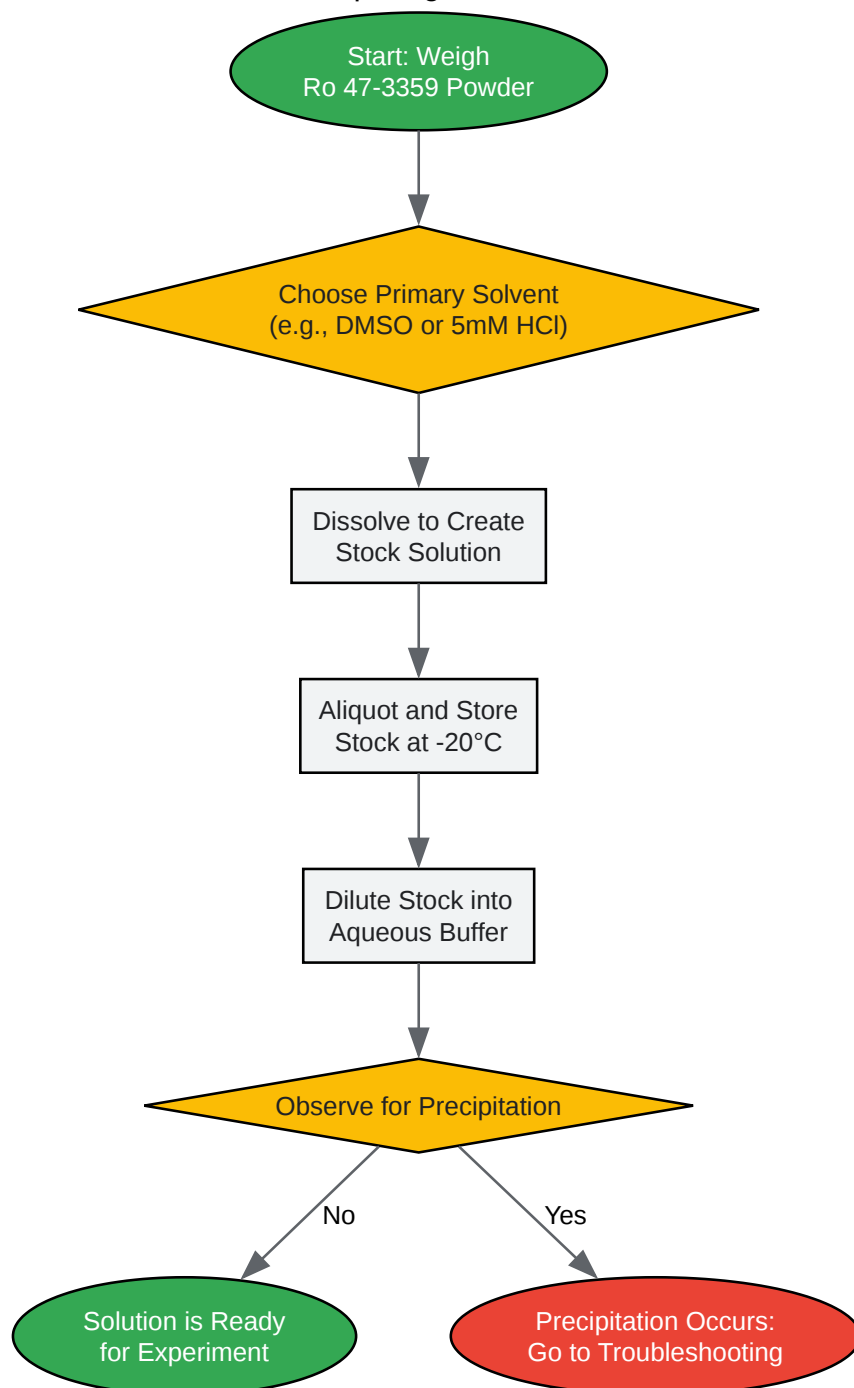 Start: Weigh
Ro 47-3359 Powder
Choose Primary Solvent
(e.g., DMSO or 5mM HCl)
Dissolve to Create
Stock Solution
Aliquot and Store
Stock at -20°C
Dilute Stock into
Aqueous Buffer
Observe for Precipitation
No
Yes
Solution is Ready
for Experiment
Precipitation Occurs:
Go to Troubleshooting